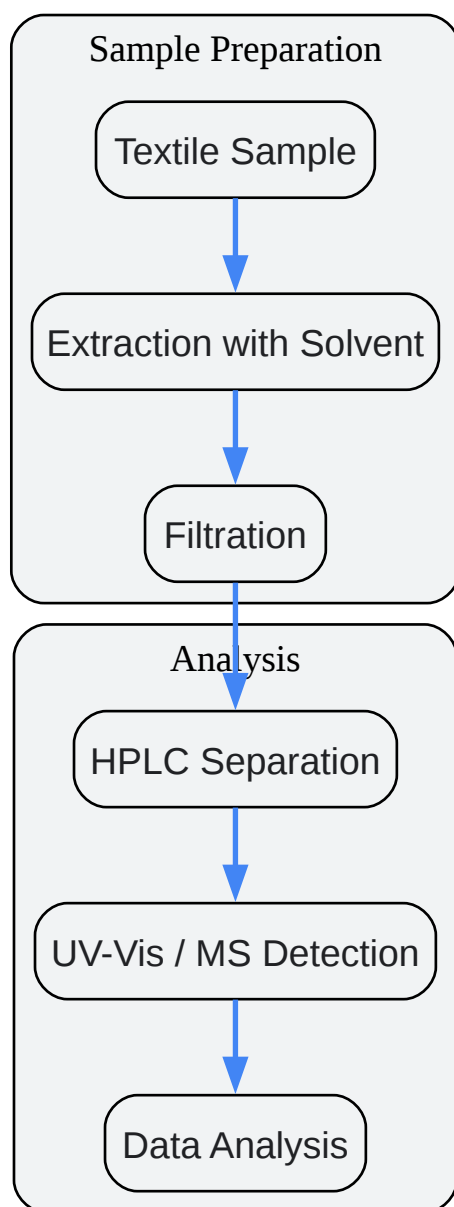 Sample Preparation
Textile Sample
Extraction with Solvent
Filtration
Analysis
HPLC Separation
UV-Vis / MS Detection
Data Analysis